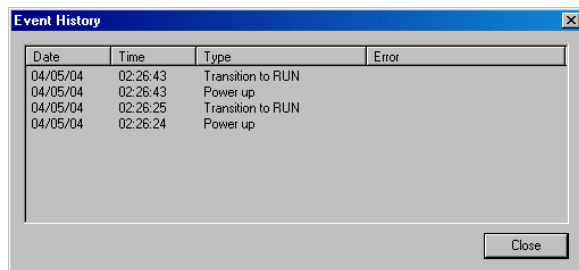 Event History
Date Time Type Error
04/05/04 02:26:43 Transition to RUN
04/05/04 02:26:43 Power up
04/05/04 02:26:25 Transition to RUN
04/05/04 02:26:24 Power up
Close